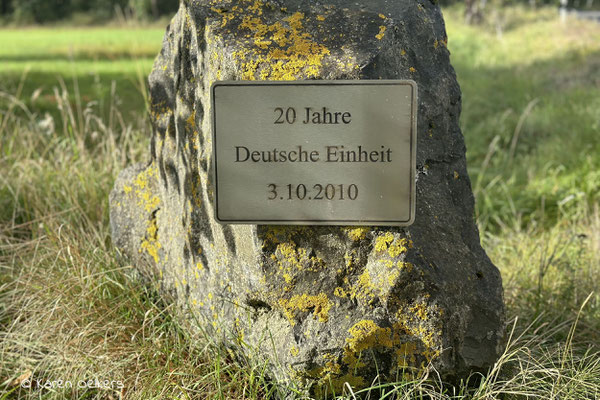 20 Jahre
Deutsche Einheit
3.10.2010
© Karen Oelkers